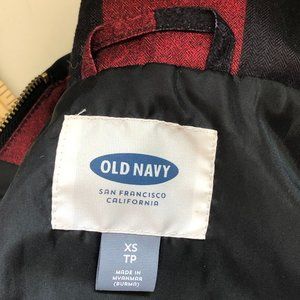 OLD NAVY
SAN FRANCISCO
CALIFORNIA
XS
TP
MADE IN
MYANMAR
(BURMA)